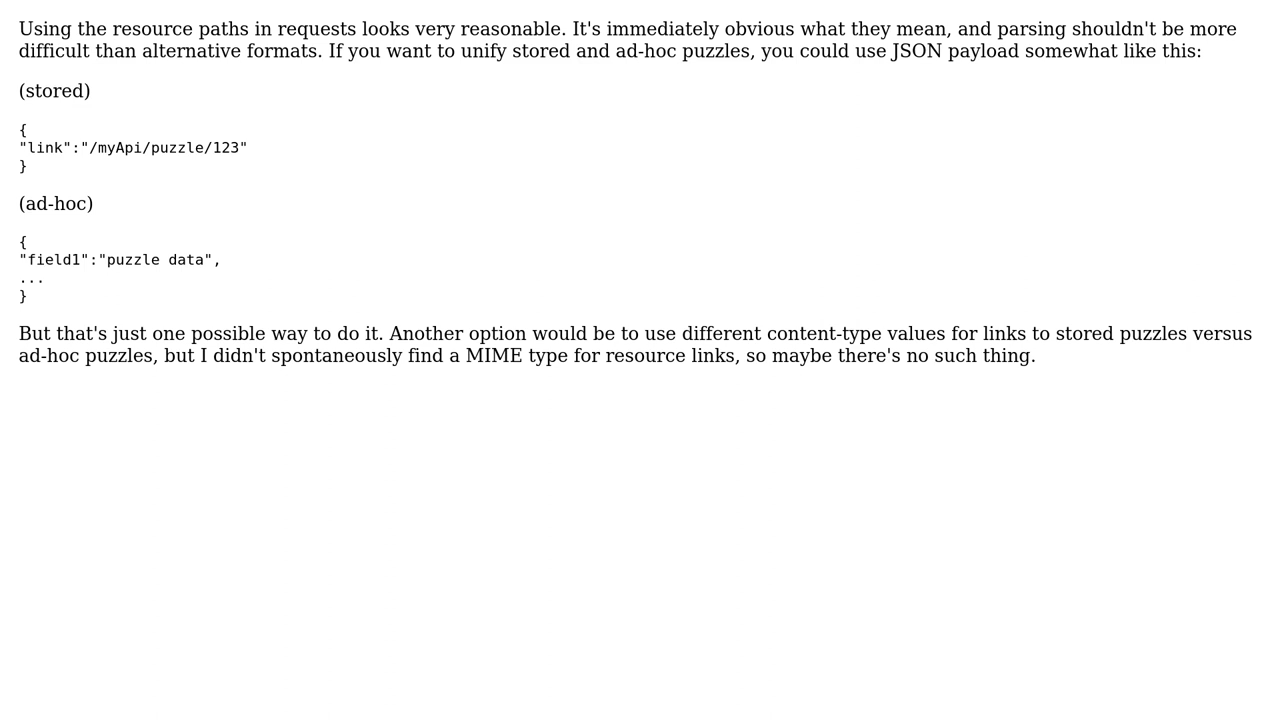 Using the resource paths in requests looks very reasonable. It's immediately obvious what they mean, and parsing shouldn't be more
difficult than alternative formats. If you want to unify stored and ad-hoc puzzles, you could use JSON payload somewhat like this:
(stored)
{
"link":"/myApi/puzzle/123"
}
(ad-hoc)
{
"field1":"puzzle data",
...
}
But that's just one possible way to do it. Another option would be to use different content-type values for links to stored puzzles versus
ad-hoc puzzles, but I didn't spontaneously find a MIME type for resource links, so maybe there's no such thing.